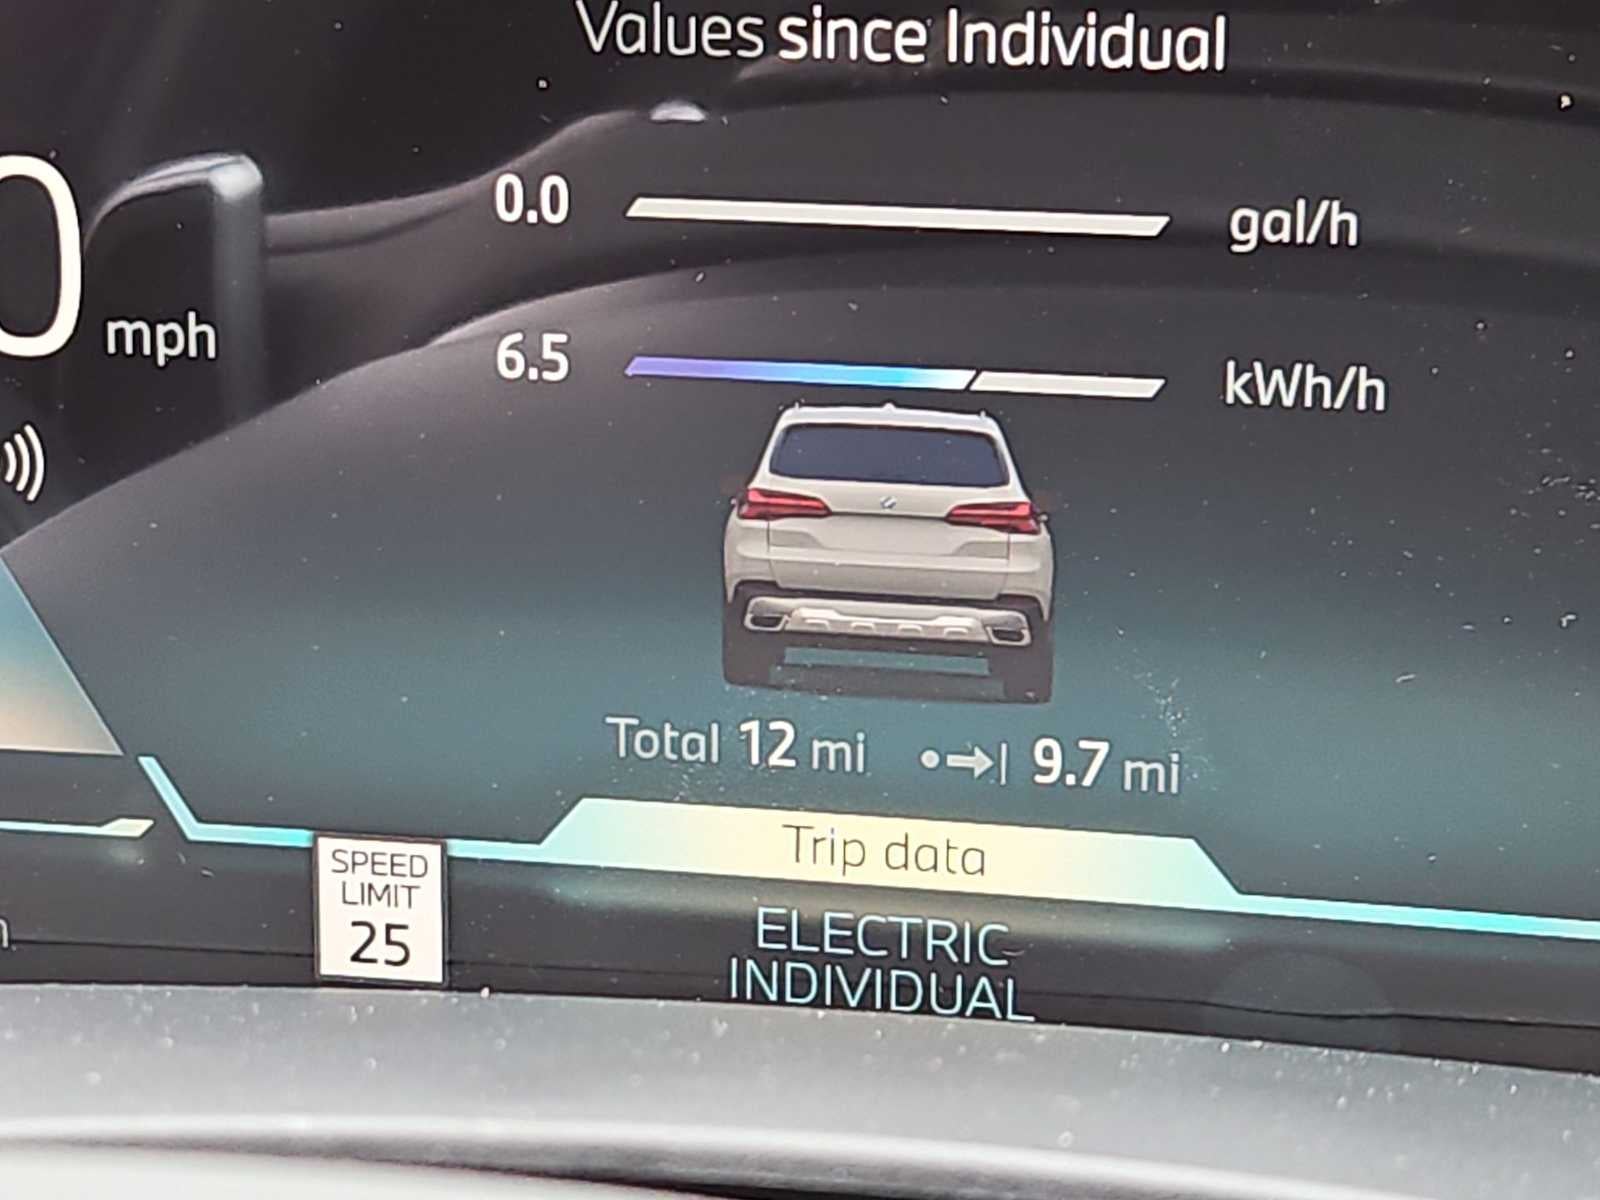 Values since Individual
0.0 gal/h
0 mph
6.5 kWh/h
Total 12 mi 9.7 mi
Trip data
SPEED
LIMIT
25
ELECTRIC
INDIVIDUAL